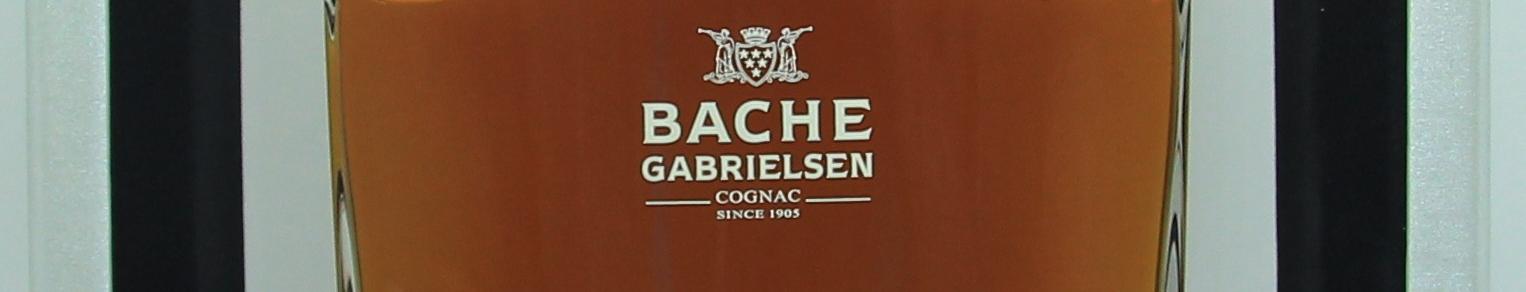 BACHE
GABRIELSEN
COGNAC
SINCE 1905